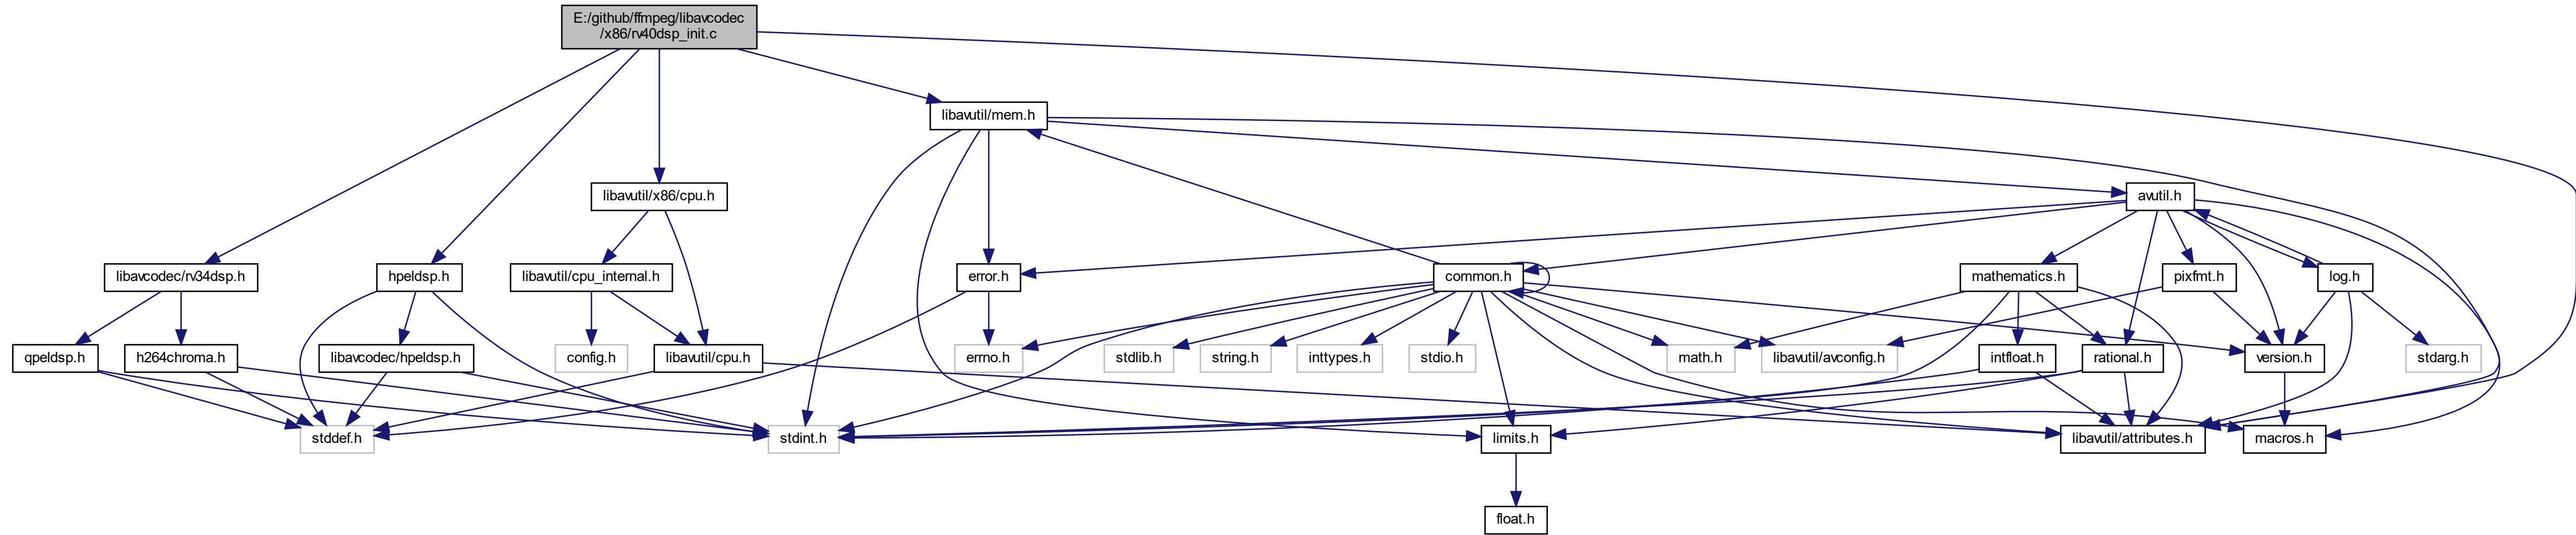 E:/github/ffmpeg/libavcodec
/x86/rv40dsp_init.c
libavutil/mem.h
libavutil/x86/cpu.h
avutil.h
libavcodec/rv34dsp.h
hpeldsp.h
libavutil/cpu_internal.h
error.h
common.h
mathematics.h
pixfmt.h
log.h
qpeldsp.h
h264chroma.h
libavcodec/hpeldsp.h
config.h
libavutil/cpu.h
errno.h
stdlib.h
string.h
inttypes.h
stdio.h
math.h
libavutil/avconfig.h
intfloat.h
rational.h
version.h
stdarg.h
stddef.h
stdint.h
limits.h
libavutil/attributes.h
macros.h
float.h